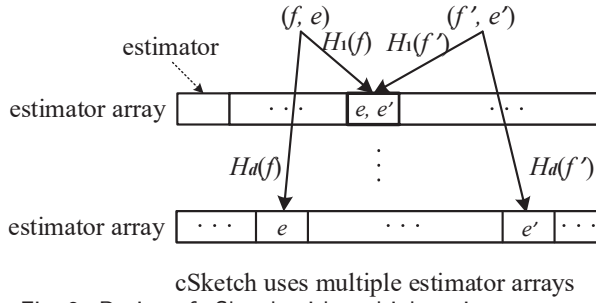 (f, e) (f', e')
estimator H1(f) H1(f')
estimator array · · · e, e' · · ·
Hd(f) Hd(f')
estimator array · · · e · · · e' · · ·
cSketch uses multiple estimator arrays